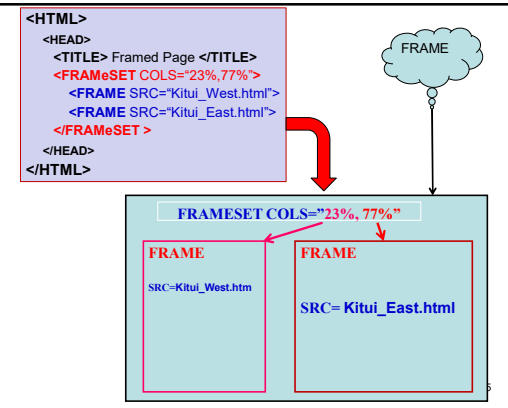 <HTML>
<HEAD>
<TITLE> Framed Page </TITLE>
<FRAMeSET COLS=“23%,77%”>
<FRAME SRC=“Kitui_West.html”>
<FRAME SRC=“Kitui_East.html”>
</FRAMeSET >
</HEAD>
</HTML>
FRAME
FRAMESET COLS=”23%, 77%”
FRAME
SRC=Kitui_West.htm
FRAME
SRC= Kitui_East.html